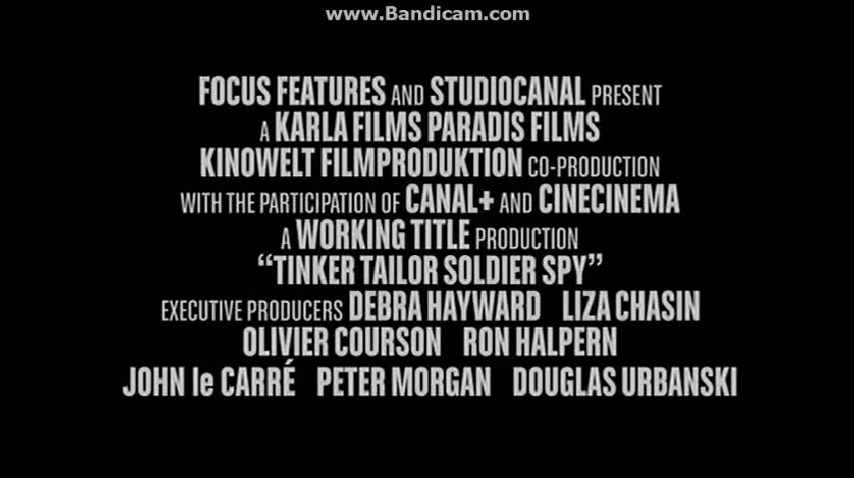 www.Bandicam.com
FOCUS FEATURES AND STUDIOCANAL PRESENT
A KARLA FILMS PARADIS FILMS
KINOWELT FILMPRODUKTION CO-PRODUCTION
WITH THE PARTICIPATION OF CANAL+ AND CINECINEMA
A WORKING TITLE PRODUCTION
“TINKER TAILOR SOLDIER SPY”
EXECUTIVE PRODUCERS DEBRA HAYWARD LIZA CHASIN
OLIVIER COURSON RON HALPERN
JOHN le CARRÉ PETER MORGAN DOUGLAS URBANSKI